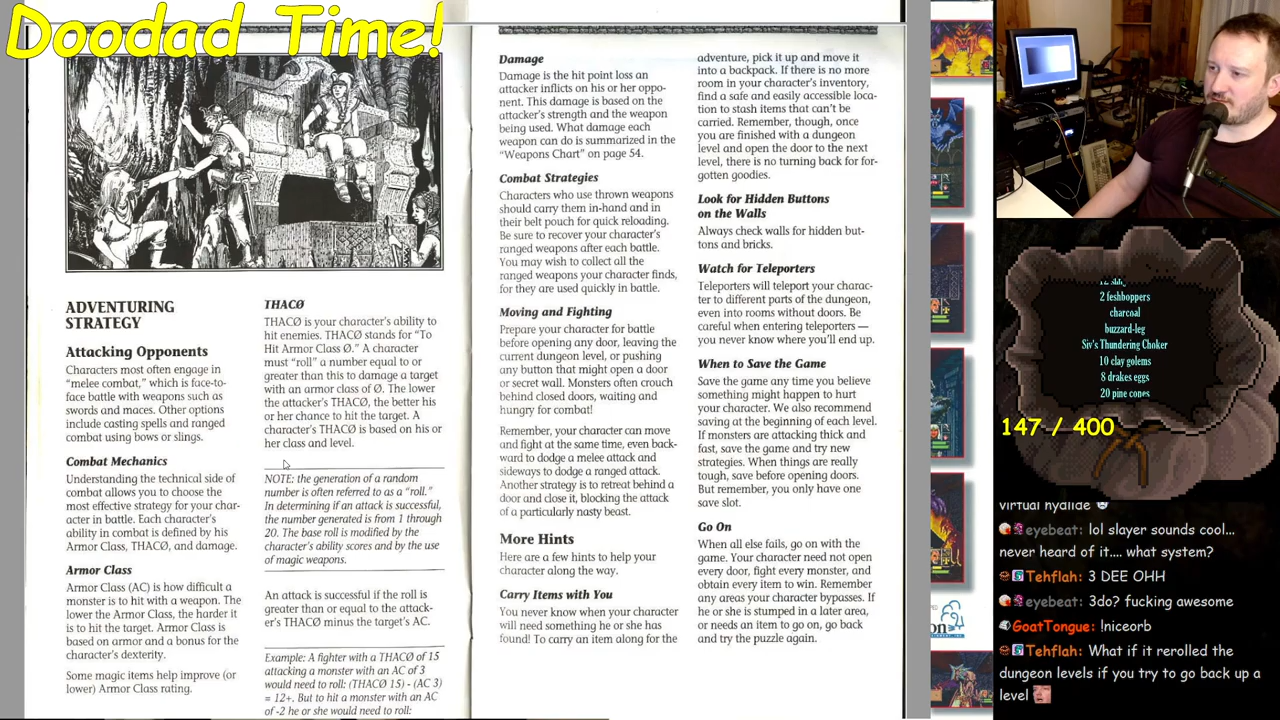 Doodad Time!
ADVENTURING
STRATEGY
Attacking Opponents
Characters most often engage in
“melee combat,” which is face-to-
face battle with weapons such as
swords and maces. Other options
include casting spells and ranged
combat using bows or slings.
Combat Mechanics
Understanding the technical side of
combat allows you to choose the
most effective strategy for your char-
acter in battle. Each character's
ability in combat is defined by his
Armor Class, THACØ, and damage.
Armor Class
Armor Class (AC) is how difficult a
monster is to hit with a weapon. The
lower the Armor Class, the harder it
is to hit the target. Armor Class is
based on armor and a bonus for the
character's dexterity.
Some magic items help improve (or
lower) Armor Class rating.
THACØ
THACØ is your character's ability to
hit enemies. THACØ stands for “To
Hit Armor Class Ø.” A character
must “roll” a number equal to or
greater than this to damage a target
with an armor class of Ø. The lower
the attacker's THACØ, the better his
or her chance to hit the target. A
character's THACØ is based on his or
her class and level.
NOTE: the generation of a random
number is often referred to as a “roll.”
In determining if an attack is successful,
the number generated is from 1 through
20. The base roll is modified by the
character's ability scores and by the use
of magic weapons.
An attack is successful if the roll is
greater than or equal to the attack-
er's THACØ minus the target's AC.
Example: A fighter with a THACØ of 15
attacking a monster with an AC of 3
would need to roll: (THACØ 15) - (AC 3)
= 12+. But to hit a monster with an AC
of -2 he or she would need to roll:
Damage
Damage is the hit point loss an
attacker inflicts on his or her oppo-
nent. This damage is based on the
attacker's strength and the weapon
being used. What damage each
weapon can do is summarized in the
“Weapons Chart” on page 54.
Combat Strategies
Characters who use thrown weapons
should carry them in-hand and in
their belt pouch for quick reloading.
Be sure to recover your character's
ranged weapons after each battle.
You may wish to collect all the
ranged weapons your character finds,
for they are used quickly in battle.
Moving and Fighting
Prepare your character for battle
before opening any door, leaving the
current dungeon level, or pushing
any button that might open a door
or secret wall. Monsters often crouch
behind closed doors, waiting and
hungry for combat!
Remember, your character can move
and fight at the same time, even back-
ward to dodge a melee attack and
sideways to dodge a ranged attack.
Another strategy is to retreat behind a
door and close it, blocking the attack
of a particularly nasty beast.
More Hints
Here are a few hints to help your
character along the way.
Carry Items with You
You never know when your character
will need something he or she has
found! To carry an item along for the
adventure, pick it up and move it
into a backpack. If there is no more
room in your character's inventory,
find a safe and easily accessible loca-
tion to stash items that can't be
carried. Remember, though, once
you are finished with a dungeon
level and open the door to the next
level, there is no turning back for for-
gotten goodies.
Look for Hidden Buttons
on the Walls
Always check walls for hidden but-
tons and bricks.
Watch for Teleporters
Teleporters will teleport your charac-
ter to different parts of the dungeon,
even into rooms without doors. Be
careful when entering teleporters —
you never know where you'll end up.
When to Save the Game
Save the game any time you believe
something might happen to hurt
your character. We also recommend
saving at the beginning of each level.
If monsters are attacking thick and
fast, save the game and try new
strategies. When things are really
tough, save before opening doors.
But remember, you only have one
save slot.
Go On
When all else fails, go on with the
game. Your character need not open
every door, fight every monster, and
obtain every item to win. Remember
any areas your character bypasses. If
he or she is stumped in a later area,
or needs an item to go on, go back
and try the puzzle again.
2 feshboppers
charcoal
buzzard-leg
Siv's Thundering Choker
10 clay golems
8 drakes eggs
20 pine cones
147 / 400
virtual hyalide
eyebeat: lol slayer sounds cool...
never heard of it.... what system?
Tehflah: 3 DEE OHH
eyebeat: 3do? fucking awesome
GoatTongue: !niceorb
Tehflah: What if it rerolled the
dungeon levels if you try to go back up a
level